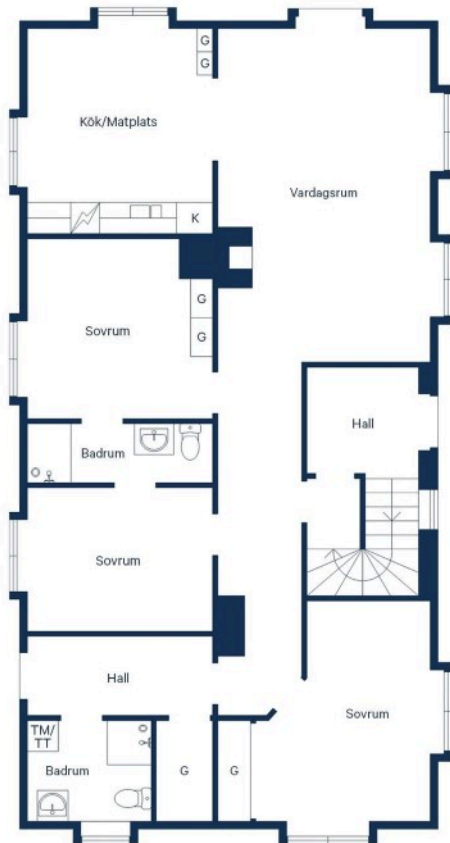 G
G
Kök/Matplats
Vardagsrum
K
G
Sovrum
G
Hall
Badrum
Sovrum
Hall
Sovrum
TM/
TT
Badrum
G
G